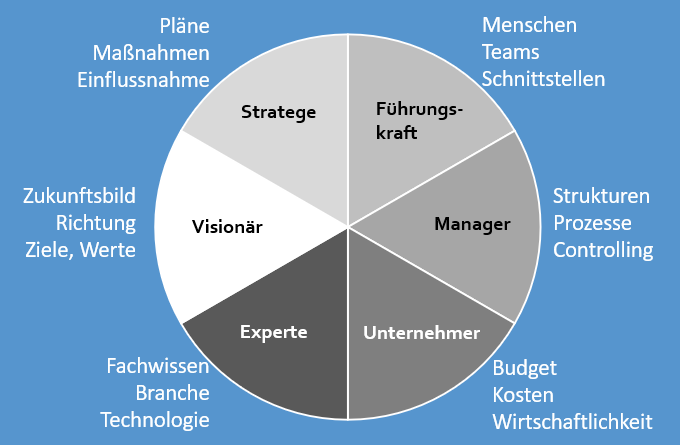 Pläne
Maßnahmen
Einflussnahme
Menschen
Teams
Schnittstellen
Stratege
Führungs-
kraft
Zukunftsbild
Richtung
Ziele, Werte
Visionär
Manager
Strukturen
Prozesse
Controlling
Experte
Unternehmer
Fachwissen
Branche
Technologie
Budget
Kosten
Wirtschaftlichkeit